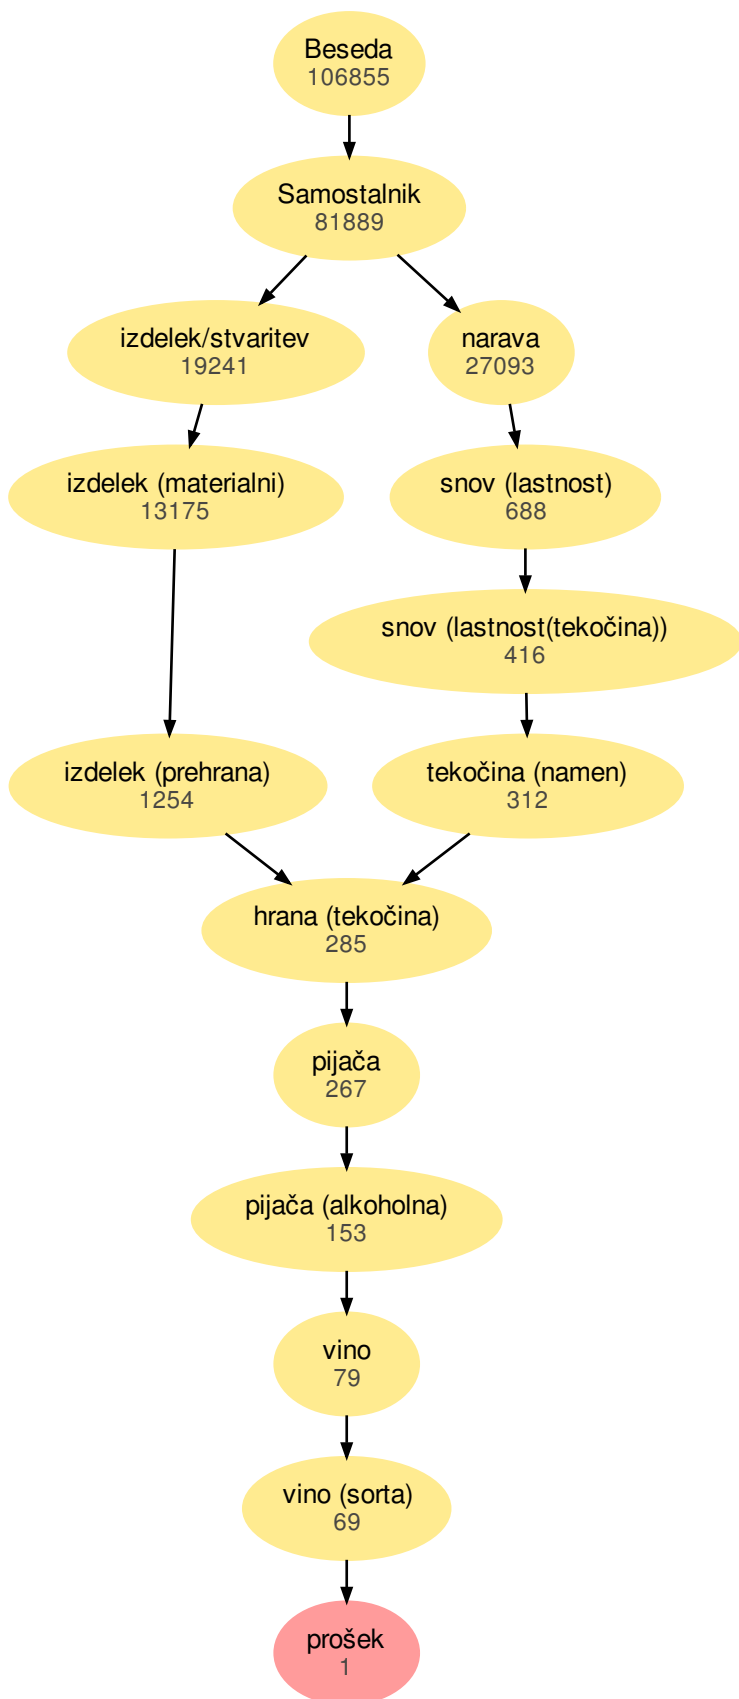 Beseda
106855
Samostalnik
81889
izdelek/stvaritev
19241
narava
27093
izdelek (materialni)
13175
snov (lastnost)
688
snov (lastnost(tekočina))
416
izdelek (prehrana)
1254
tekočina (namen)
312
hrana (tekočina)
285
pijača
267
pijača (alkoholna)
153
vino
79
vino (sorta)
69
prošek
1